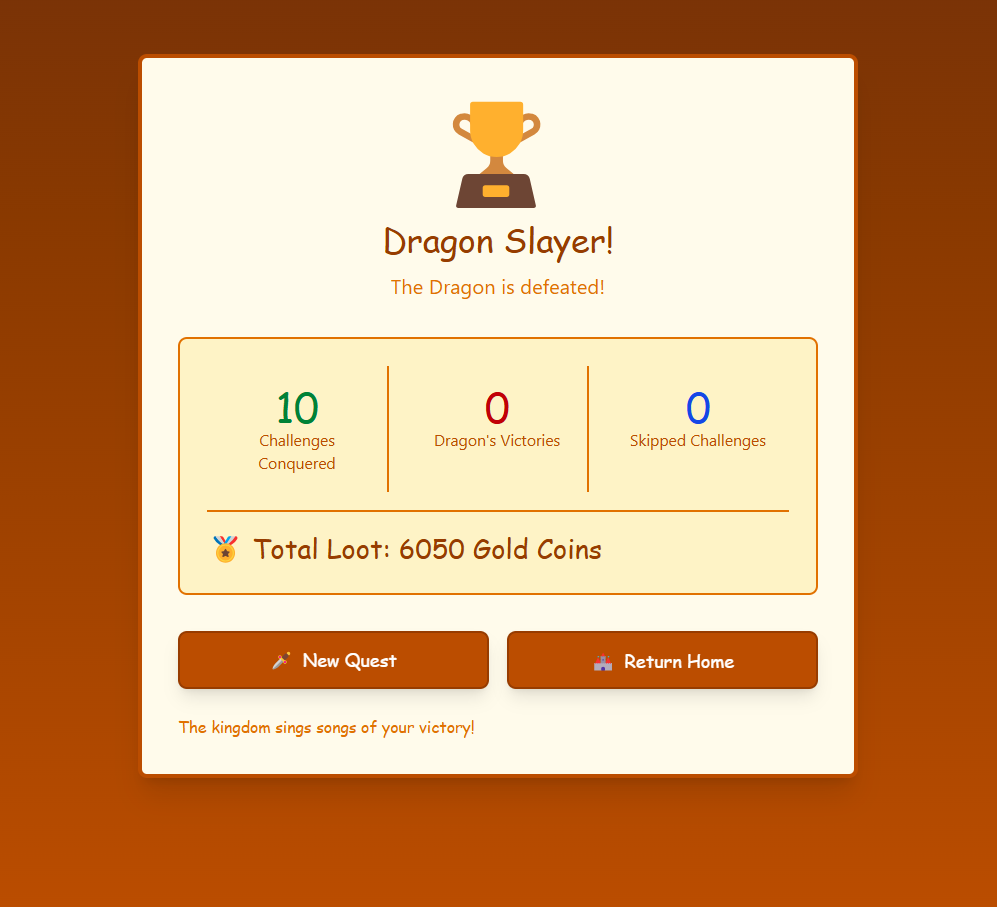 Dragon Slayer!
The Dragon is defeated!
10
Challenges
Conquered
0
Dragon's Victories
0
Skipped Challenges
Total Loot: 6050 Gold Coins
New Quest
Return Home
The kingdom sings songs of your victory!